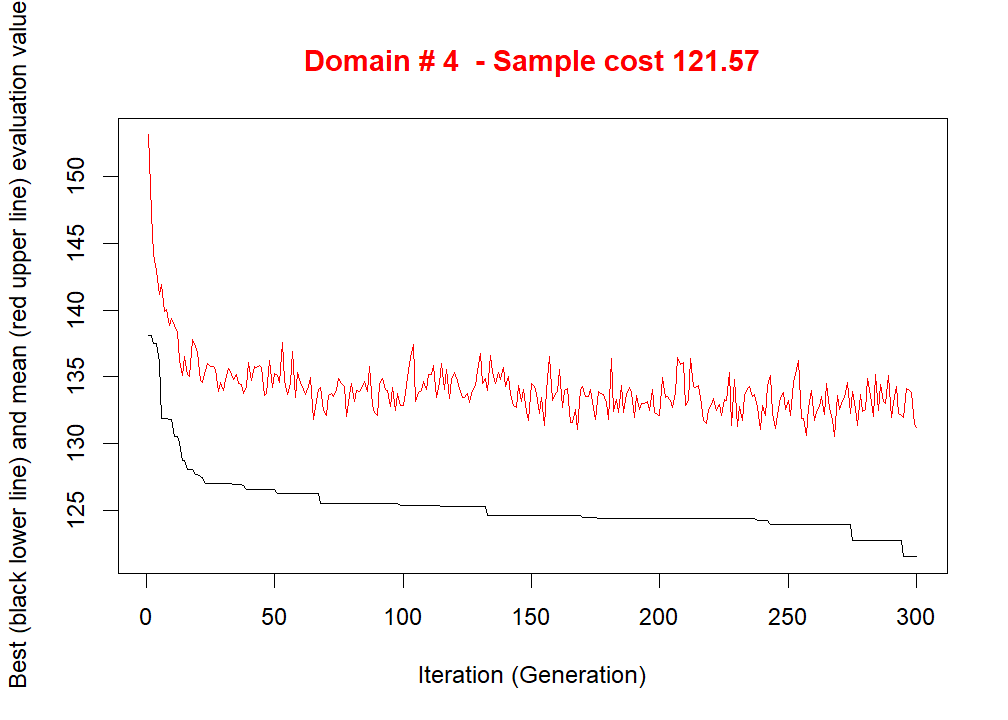 Domain # 4  - Sample cost 121.57
Best (black lower line) and mean (red upper line) evaluation value
150
145
140
135
130
125
0 50 100 150 200 250 300
Iteration (Generation)